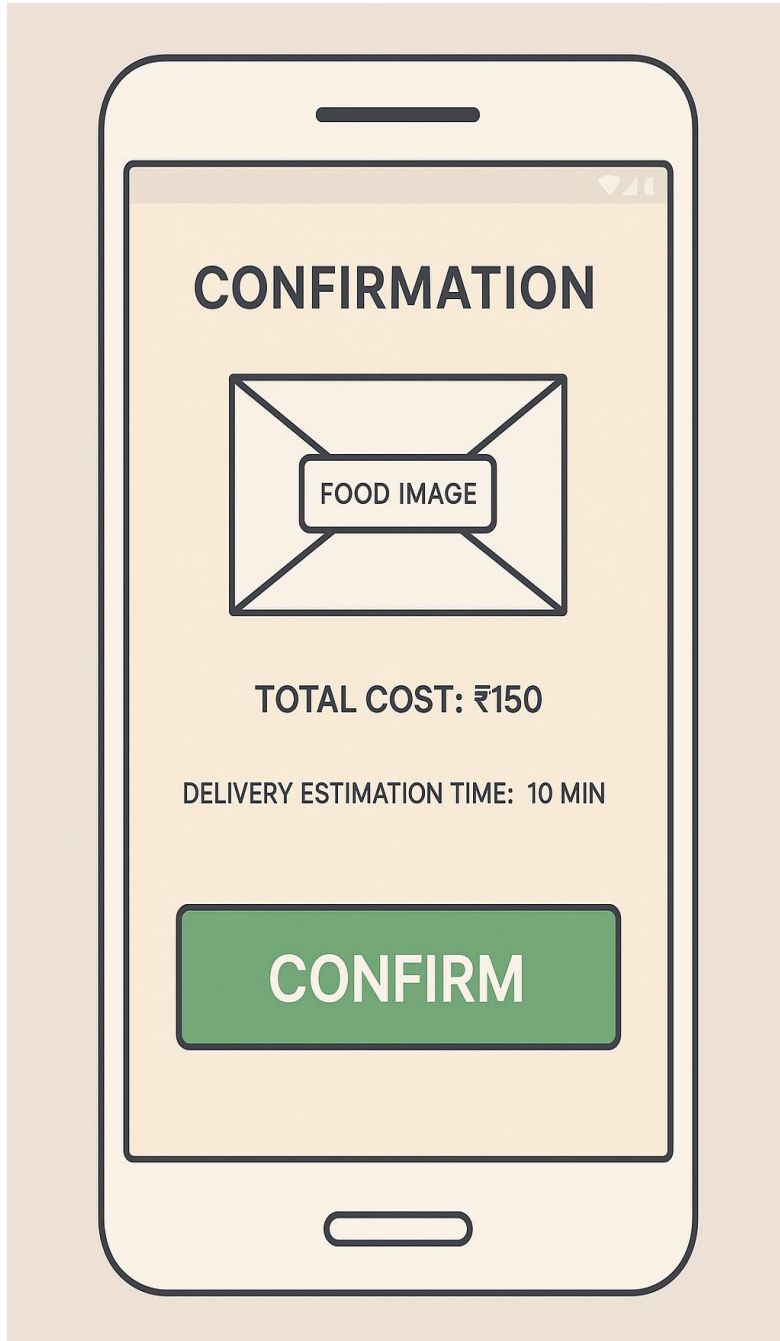 CONFIRMATION
FOOD IMAGE
TOTAL COST: ₹150
DELIVERY ESTIMATION TIME: 10 MIN
CONFIRM